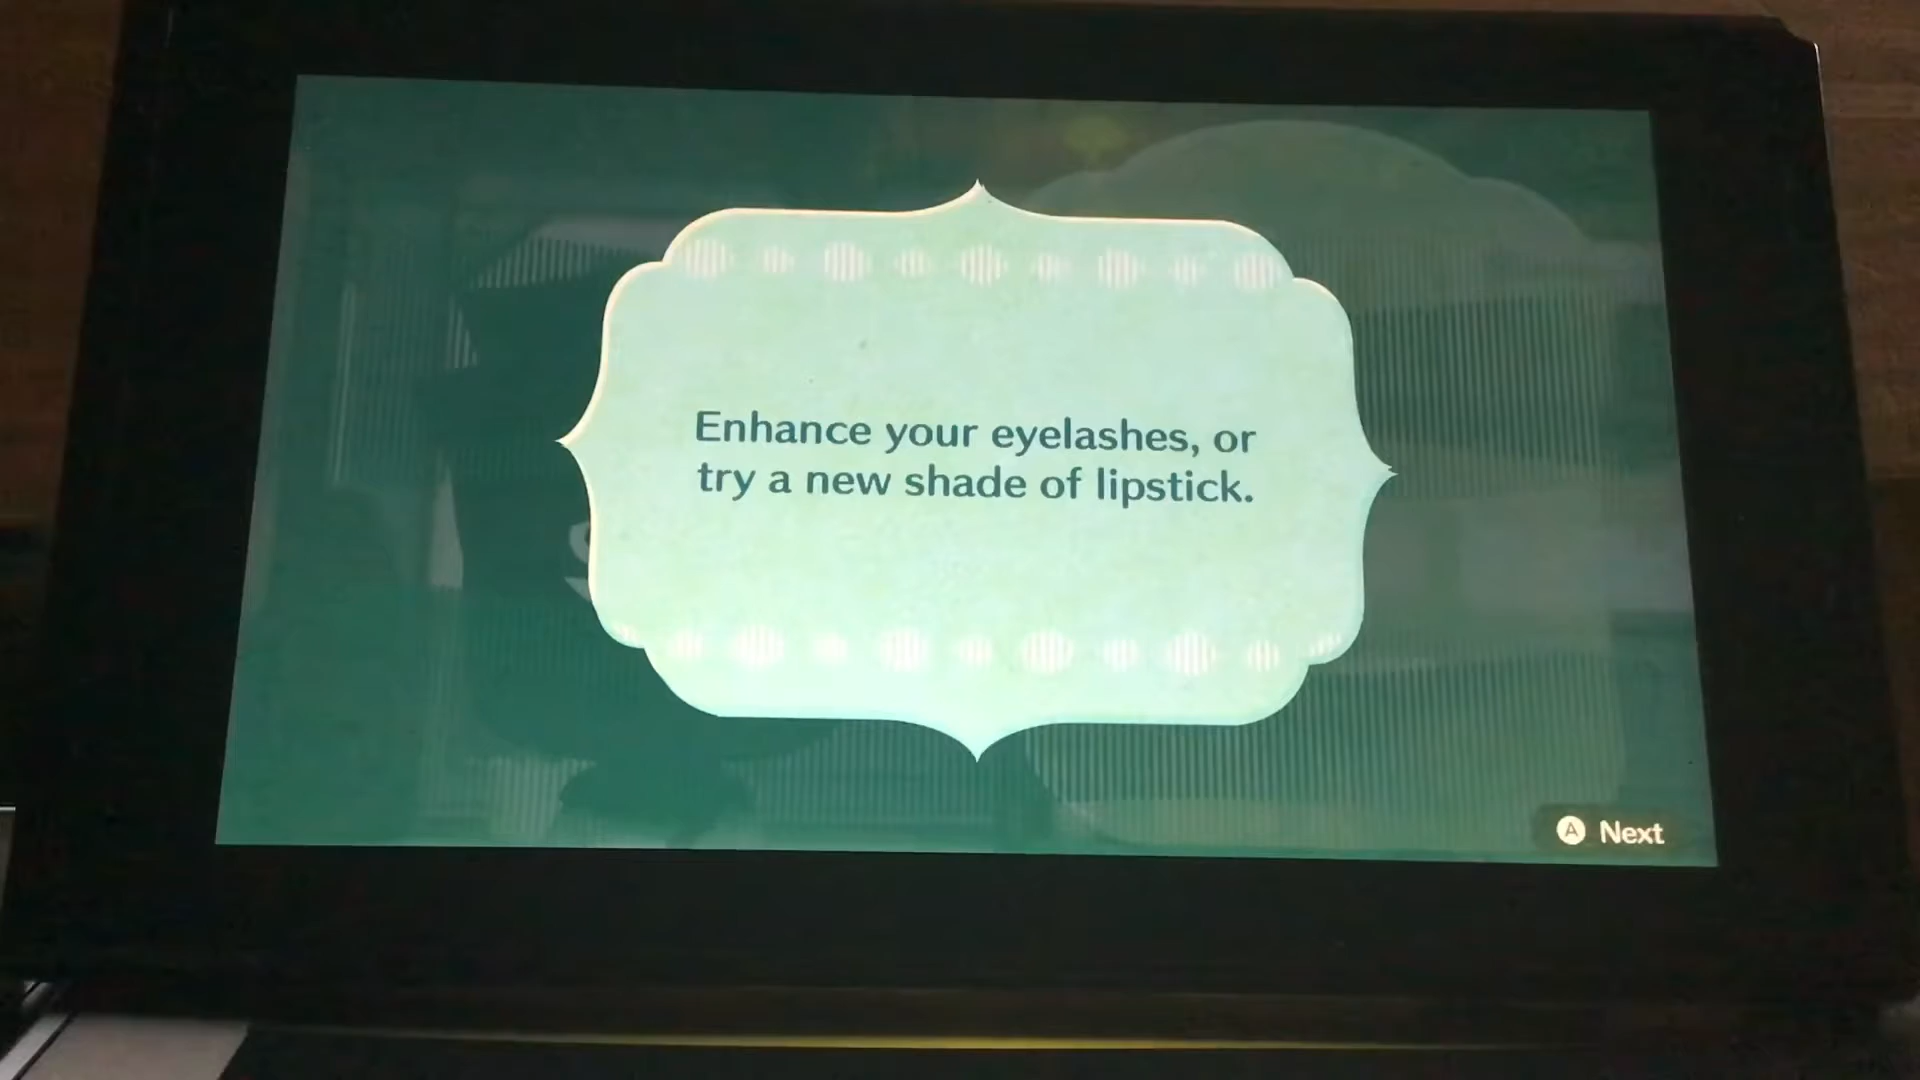 Enhance your eyelashes, or
try a new shade of lipstick.
A Next